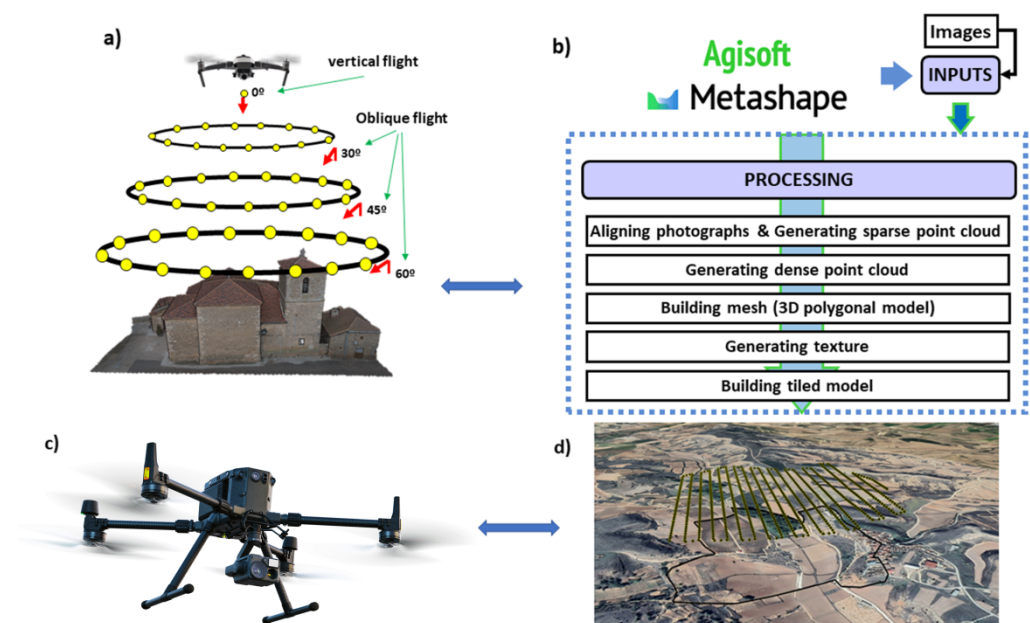 a)
vertical flight
0º
Oblique flight
30º
45º
60º
b)
Agisoft
Metashape
Images
INPUTS
PROCESSING
Aligning photographs & Generating sparse point cloud
Generating dense point cloud
Building mesh (3D polygonal model)
Generating texture
Building tiled model
c)
d)